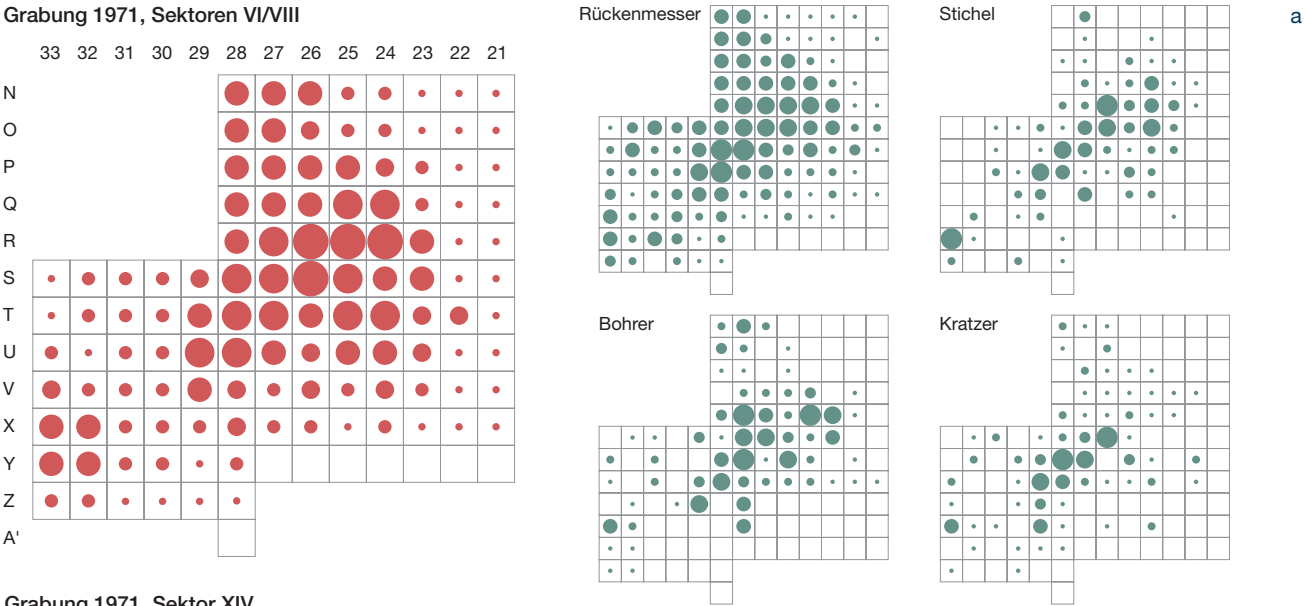 Grabung 1971, Sektoren VI/VIII
33 32 31 30 29 28 27 26 25 24 23 22 21
N
O
P
Q
R
S
T
U
V
X
Y
Z
A'
Rückenmesser
Stichel
a
Bohrer
Kratzer
Grabung 1971, Sektor XIV